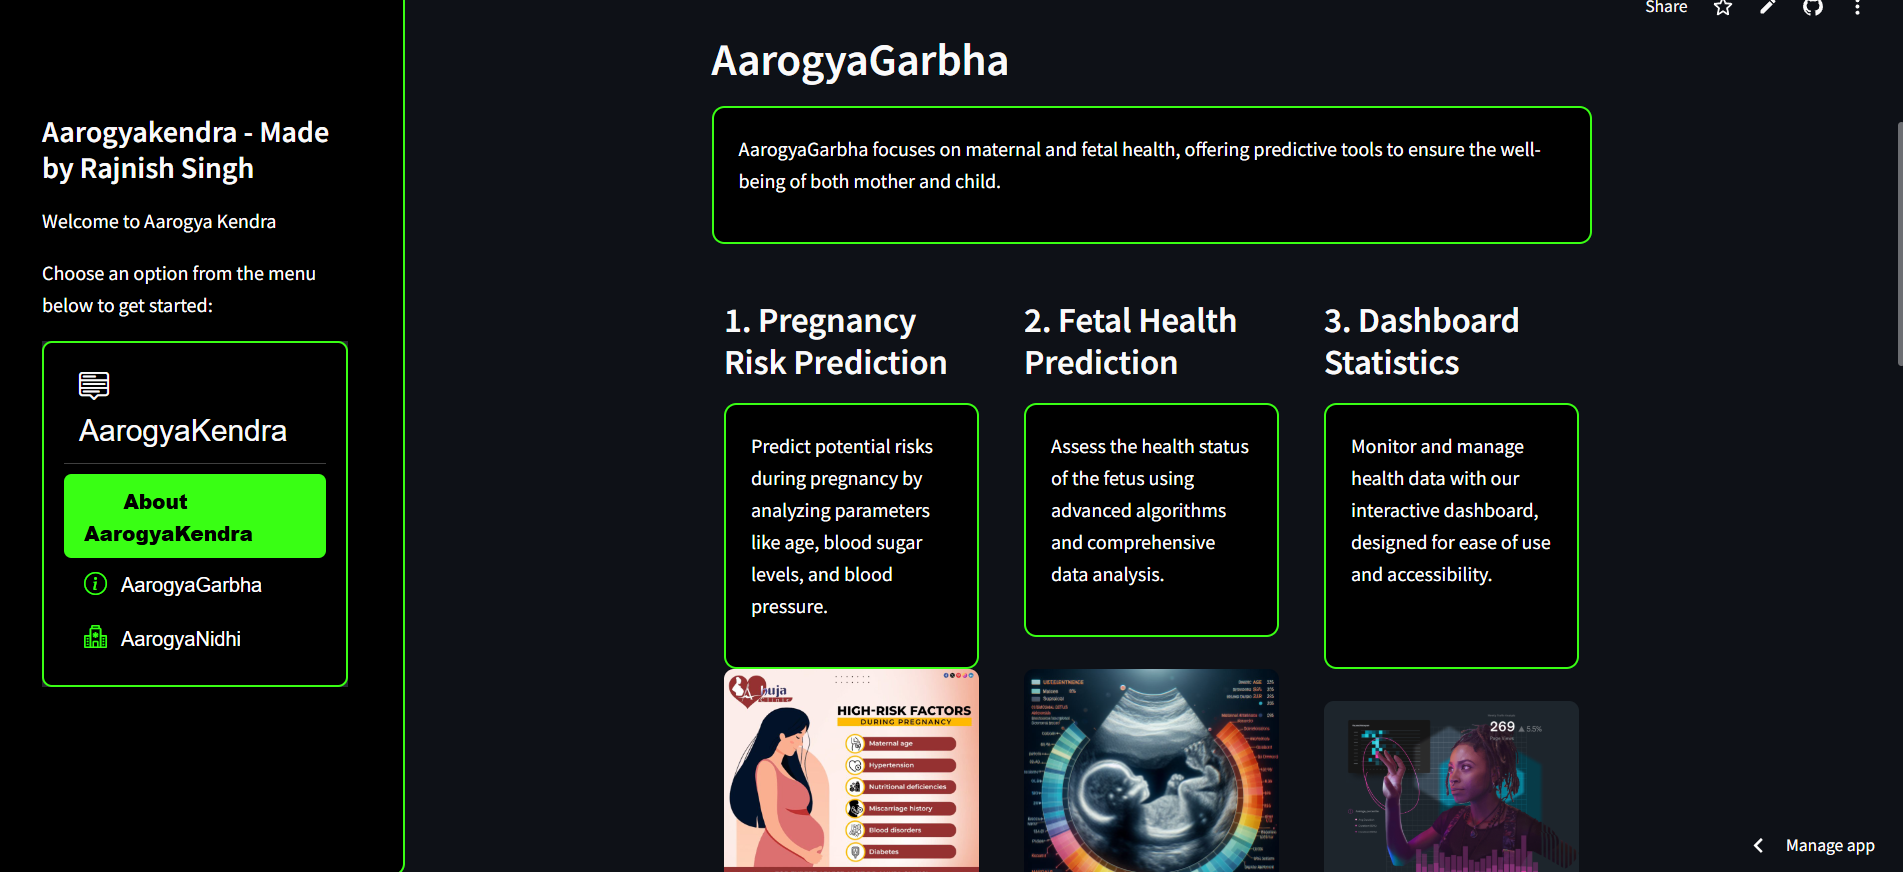 Share
Aarogyakendra - Made
by Rajnish Singh
Welcome to Aarogya Kendra
Choose an option from the menu
below to get started:
AarogyaKendra
About
AarogyaKendra
AarogyaGarbha
AarogyaNidhi
AarogyaGarbha
AarogyaGarbha focuses on maternal and fetal health, offering predictive tools to ensure the well-
being of both mother and child.
1. Pregnancy
Risk Prediction
Predict potential risks
during pregnancy by
analyzing parameters
like age, blood sugar
levels, and blood
pressure.
HIGH-RISK FACTORS
DURING PREGNANCY
Maternal age
Hypertension
Nutritional deficiencies
Miscarriage history
Blood disorders
Diabetes
2. Fetal Health
Prediction
Assess the health status
of the fetus using
advanced algorithms
and comprehensive
data analysis.
3. Dashboard
Statistics
Monitor and manage
health data with our
interactive dashboard,
designed for ease of use
and accessibility.
269
5.5%
Page Views
Manage app